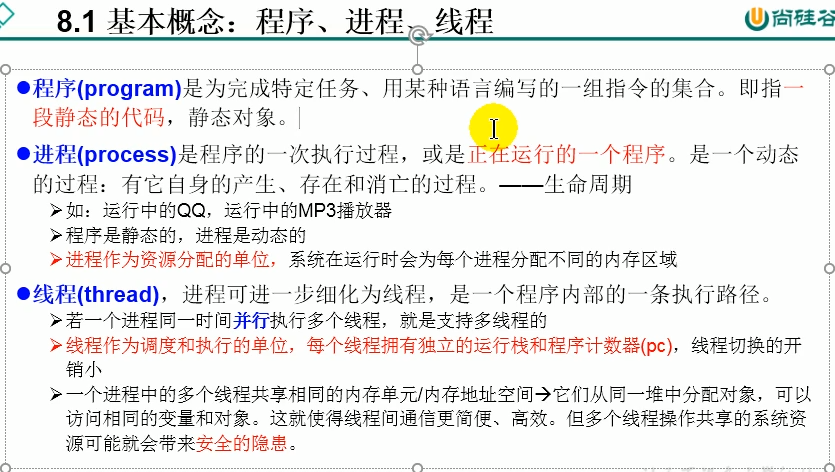 8.1 基本概念：程序、进程、线程
尚硅谷
●程序(program)是为完成特定任务、用某种语言编写的一组指令的集合。即指一
段静态的代码，静态对象。
●进程(process)是程序的一次执行过程，或是正在运行的一个程序。是一个动态
的过程：有它自身的产生、存在和消亡的过程。——生命周期
➢如：运行中的QQ，运行中的MP3播放器
➢程序是静态的，进程是动态的
➢进程作为资源分配的单位，系统在运行时会为每个进程分配不同的内存区域
●线程(thread)，进程可进一步细化为线程，是一个程序内部的一条执行路径。
➢若一个进程同一时间并行执行多个线程，就是支持多线程的
➢线程作为调度和执行的单位，每个线程拥有独立的运行栈和程序计数器(pc)，线程切换的开
销小
➢一个进程中的多个线程共享相同的内存单元/内存地址空间→它们从同一堆中分配对象，可以
访问相同的变量和对象。这就使得线程间通信更简便、高效。但多个线程操作共享的系统资
源可能就会带来安全的隐患。